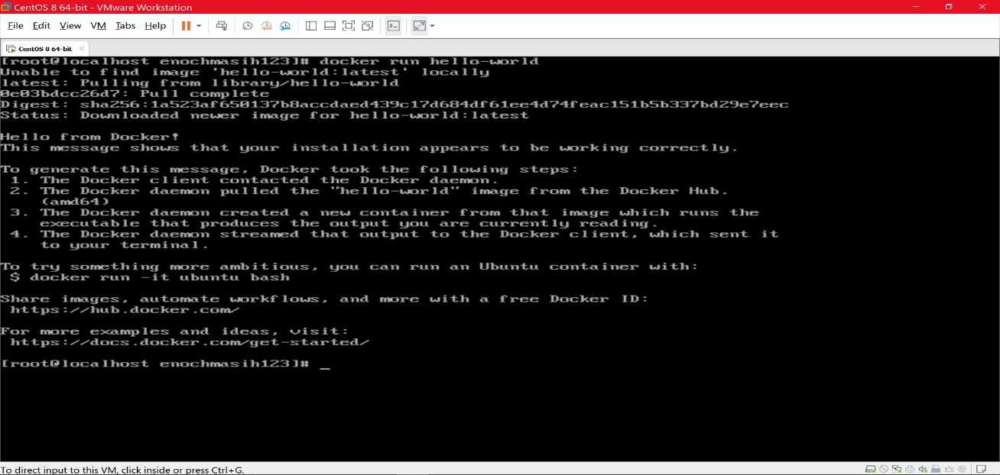 CentOS 8 64-bit - VMware Workstation
File Edit View VM Tabs Help
CentOS 8 64-bit
[root@localhost enochmasih123]# docker run hello-world
Unable to find image 'hello-world:latest' locally
latest: Pulling from library/hello-world
0e03bdcc26d7: Pull complete
Digest: sha256:1a523af650137b8accdaed439c17d684df61ee4d74feac151b5b337bd29e7eec
Status: Downloaded newer image for hello-world:latest
Hello from Docker!
This message shows that your installation appears to be working correctly.
To generate this message, Docker took the following steps:
1. The Docker client contacted the Docker daemon.
2. The Docker daemon pulled the "hello-world" image from the Docker Hub.
(amd64)
3. The Docker daemon created a new container from that image which runs the
executable that produces the output you are currently reading.
4. The Docker daemon streamed that output to the Docker client, which sent it
to your terminal.
To try something more ambitious, you can run an Ubuntu container with:
$ docker run -it ubuntu bash
Share images, automate workflows, and more with a free Docker ID:
https://hub.docker.com/
For more examples and ideas, visit:
https://docs.docker.com/get-started/
[root@localhost enochmasih123]# _
To direct input to this VM, click inside or press Ctrl+G.